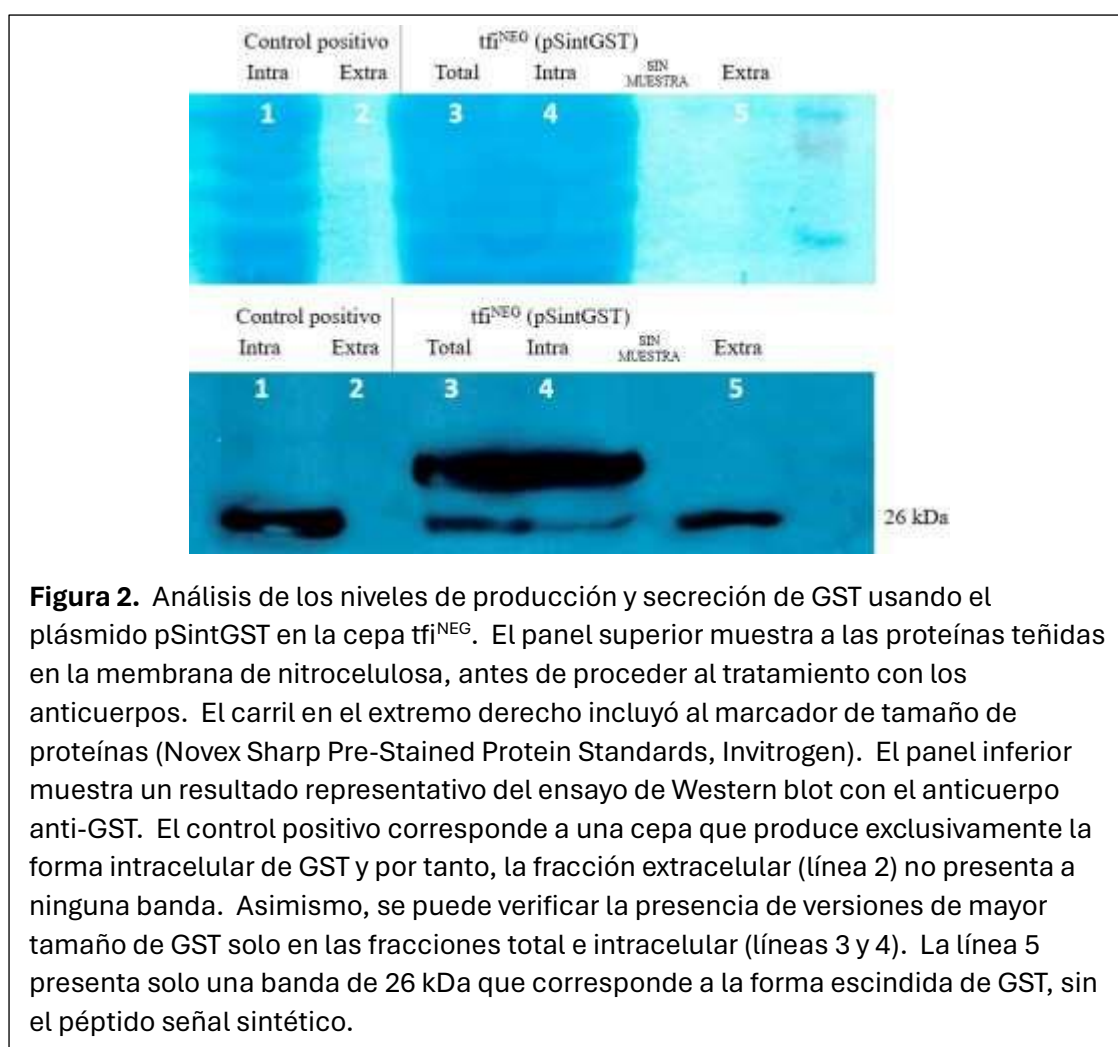 Control positivo tfi^NEG (pSintGST)
Intra Extra Total Intra SIN MUESTRA Extra
1 2 3 4 5
Control positivo tfi^NEG (pSintGST)
Intra Extra Total Intra SIN MUESTRA Extra
1 2 3 4 5
26 kDa
Figura 2. Análisis de los niveles de producción y secreción de GST usando el
plásmido pSintGST en la cepa tfi^NEG. El panel superior muestra a las proteínas teñidas
en la membrana de nitrocelulosa, antes de proceder al tratamiento con los
anticuerpos. El carril en el extremo derecho incluyó al marcador de tamaño de
proteínas (Novex Sharp Pre-Stained Protein Standards, Invitrogen). El panel inferior
muestra un resultado representativo del ensayo de Western blot con el anticuerpo
anti-GST. El control positivo corresponde a una cepa que produce exclusivamente la
forma intracelular de GST y por tanto, la fracción extracelular (línea 2) no presenta a
ninguna banda. Asimismo, se puede verificar la presencia de versiones de mayor
tamaño de GST solo en las fracciones total e intracelular (líneas 3 y 4). La línea 5
presenta solo una banda de 26 kDa que corresponde a la forma escindida de GST, sin
el péptido señal sintético.